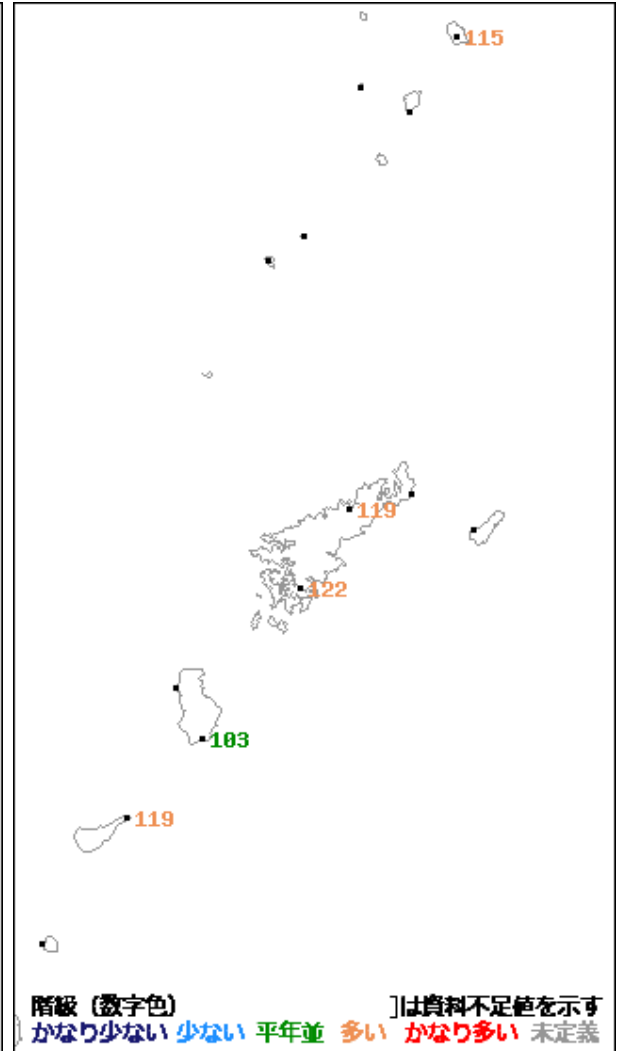 115
119
122
103
119
階級（数字色） ]は資料不足値を示す
かなり少ない 少ない 平年並 多い かなり多い 未定義